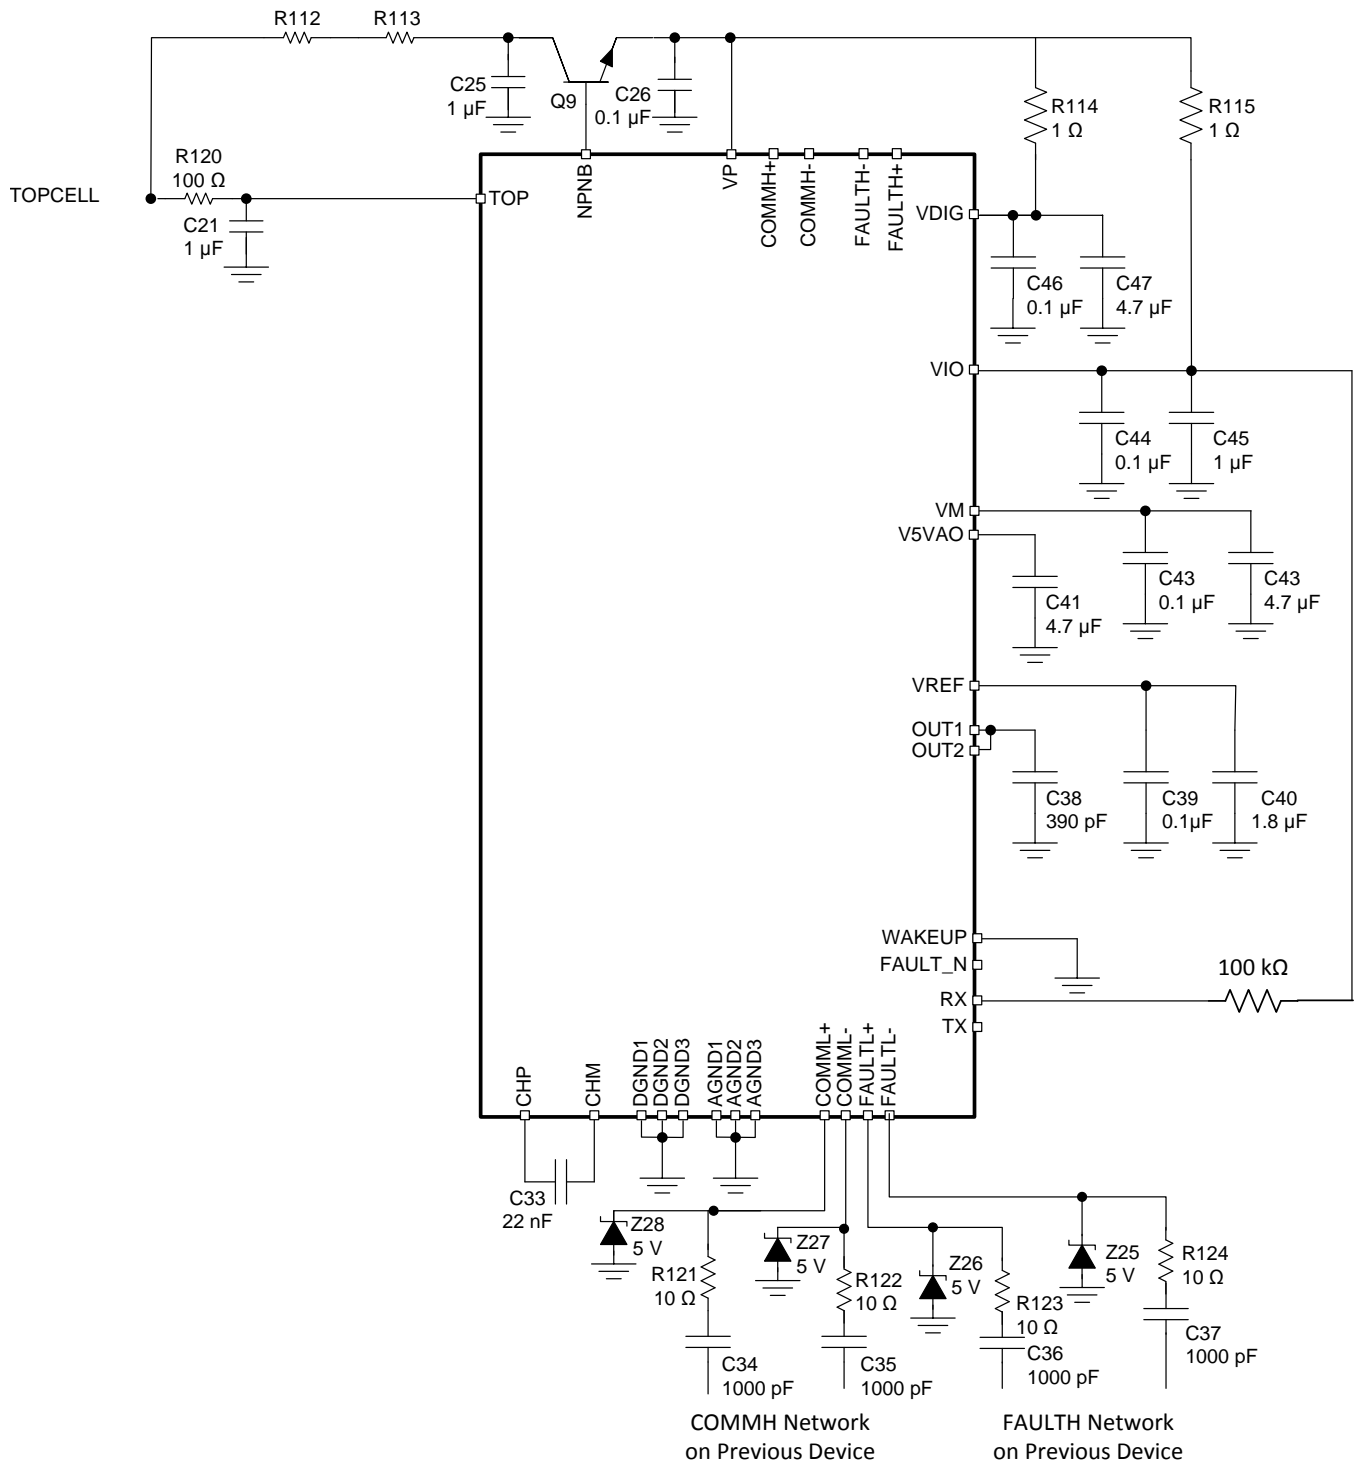 R112
R113
C25
1 µF
Q9
C26
0.1 µF
R114
1 Ω
R115
1 Ω
R120
100 Ω
TOPCELL
C21
1 µF
TOP
NPNB
VP
COMMH+
COMMH-
FAULTH-
FAULTH+
VDIG
C46
0.1 µF
C47
4.7 µF
VIO
C44
0.1 µF
C45
1 µF
VM
V5VAO
C43
0.1 µF
C43
4.7 µF
C41
4.7 µF
VREF
OUT1
OUT2
C38
390 pF
C39
0.1µF
C40
1.8 µF
WAKEUP
FAULT_N
RX
TX
100 kΩ
CHP
CHM
DGND1
DGND2
DGND3
AGND1
AGND2
AGND3
COMML+
COMML-
FAULTL+
FAULTL-
C33
22 nF
Z28
5 V
Z27
5 V
Z26
5 V
Z25
5 V
R121
10 Ω
R122
10 Ω
R123
10 Ω
R124
10 Ω
C34
1000 pF
C35
1000 pF
C36
1000 pF
C37
1000 pF
COMMH Network
on Previous Device
FAULTH Network
on Previous Device